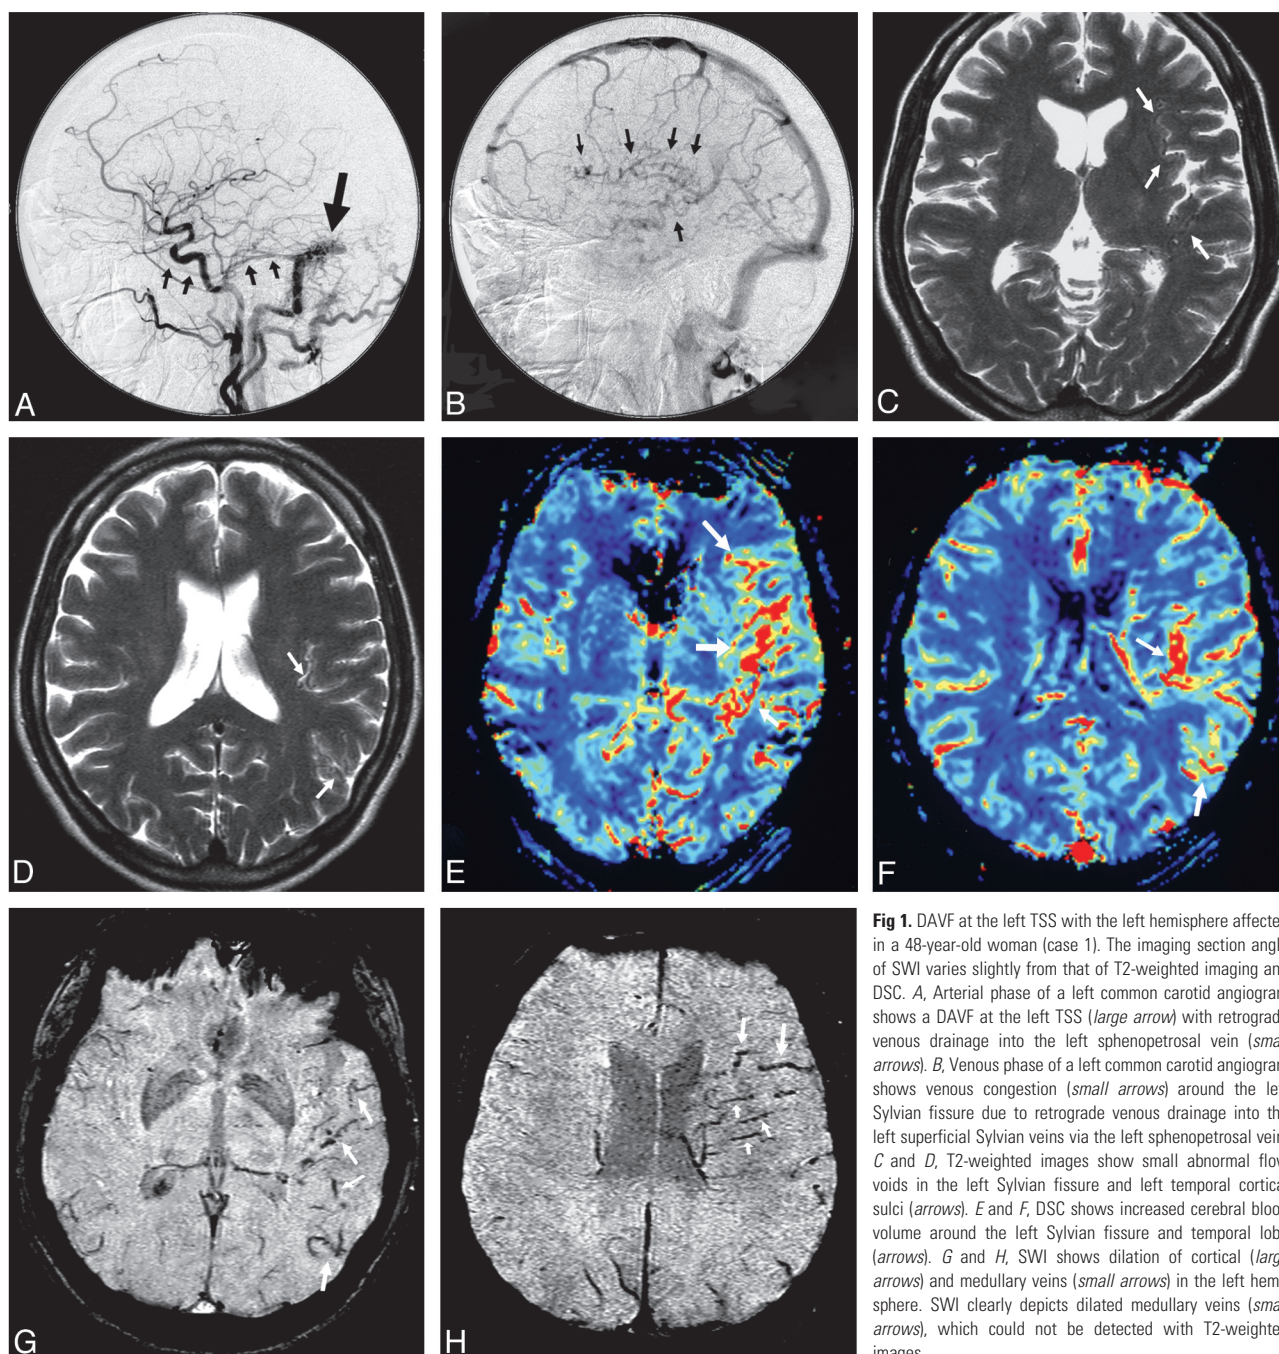 A
B
C
D
E
F
G
H
Fig 1. DAVF at the left TSS with the left hemisphere affecte
in a 48-year-old woman (case 1). The imaging section angl
of SWI varies slightly from that of T2-weighted imaging an
DSC. A, Arterial phase of a left common carotid angiogran
shows a DAVF at the left TSS (large arrow) with retrograd
venous drainage into the left sphenopetrosal vein (sma
arrows). B, Venous phase of a left common carotid angiogran
shows venous congestion (small arrows) around the le
Sylvian fissure due to retrograde venous drainage into th
left superficial Sylvian veins via the left sphenopetrosal vein
C and D, T2-weighted images show small abnormal flov
voids in the left Sylvian fissure and left temporal cortica
sulci (arrows). E and F, DSC shows increased cerebral bloo
volume around the left Sylvian fissure and temporal lob
(arrows). G and H, SWI shows dilation of cortical (larg
arrows) and medullary veins (small arrows) in the left hemi
sphere. SWI clearly depicts dilated medullary veins (sma
arrows), which could not be detected with T2-weighte
images